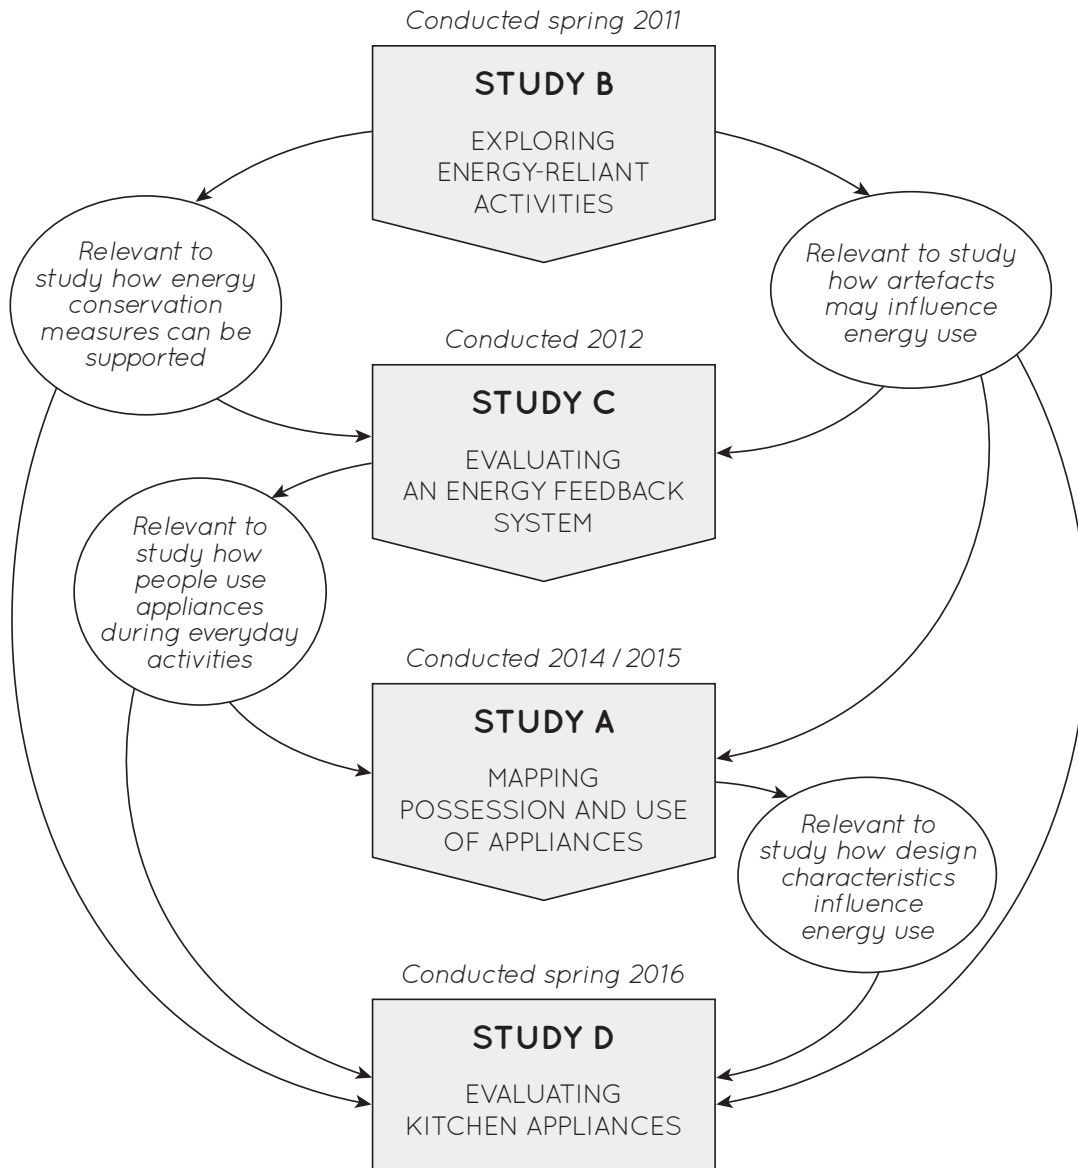 Conducted spring 2011
STUDY B
EXPLORING
ENERGY-RELIANT
ACTIVITIES
Relevant to
study how energy
conservation
measures can be
supported
Relevant to study
how artefacts
may influence
energy use
Conducted 2012
STUDY C
EVALUATING
AN ENERGY FEEDBACK
SYSTEM
Relevant to
study how
people use
appliances
during everyday
activities
Conducted 2014 / 2015
STUDY A
MAPPING
POSSESSION AND USE
OF APPLIANCES
Relevant to
study how design
characteristics
influence
energy use
Conducted spring 2016
STUDY D
EVALUATING
KITCHEN APPLIANCES